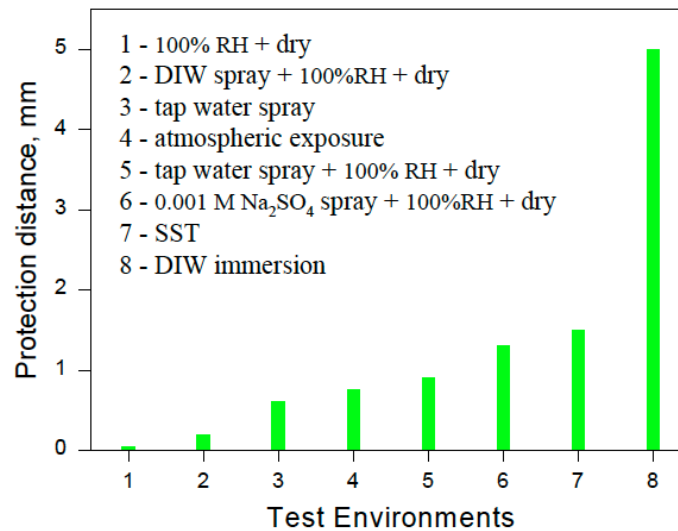 5
4
3
2
1
0
Protection distance, mm
1 - 100% RH + dry
2 - DIW spray + 100%RH + dry
3 - tap water spray
4 - atmospheric exposure
5 - tap water spray + 100% RH + dry
6 - 0.001 M Na₂SO₄ spray + 100%RH + dry
7 - SST
8 - DIW immersion
1 2 3 4 5 6 7 8
Test Environments